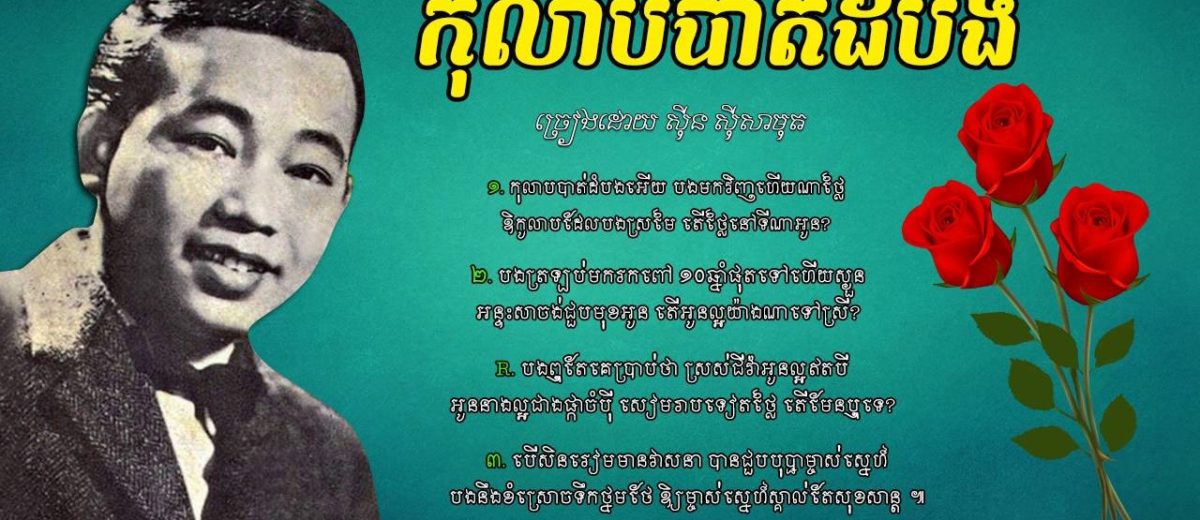 កុលាបបាត់ដំបង
ច្រៀងដោយ ស៊ីន ស៊ីសាមុត
១. កុលាបបាត់ដំបងអើយ បងមកវិញហើយណាថ្លៃ
ឱកូលាបដែលបងស្រមៃ តើថ្លៃនៅទីណាអូន?
២. បងត្រឡប់មករកពៅ ១០ឆ្នាំផុតទៅហើយស្ងួន
អន្ទះសាចង់ជួបមុខអូន តើអូនល្អយ៉ាងណាទៅស្រី?
R. បងឮតែគេប្រាប់ថា ស្រស់ជីវ៉ាអូនល្អឥតបី
អូននាងល្អជាងផ្កាចំប៉ី សៀមរាបទៀតថ្លៃ តើមែនឬទេ?
៣. បើសិនរៀមមានវាសនា បានជួបបុប្ផាម្ចាស់ស្នេហ៍
បងនឹងខំស្រោចទឹកថ្នមថែ ឱ្យម្ចាស់ស្នេហ៍ស្គាល់តែសុខសាន្ត ៕